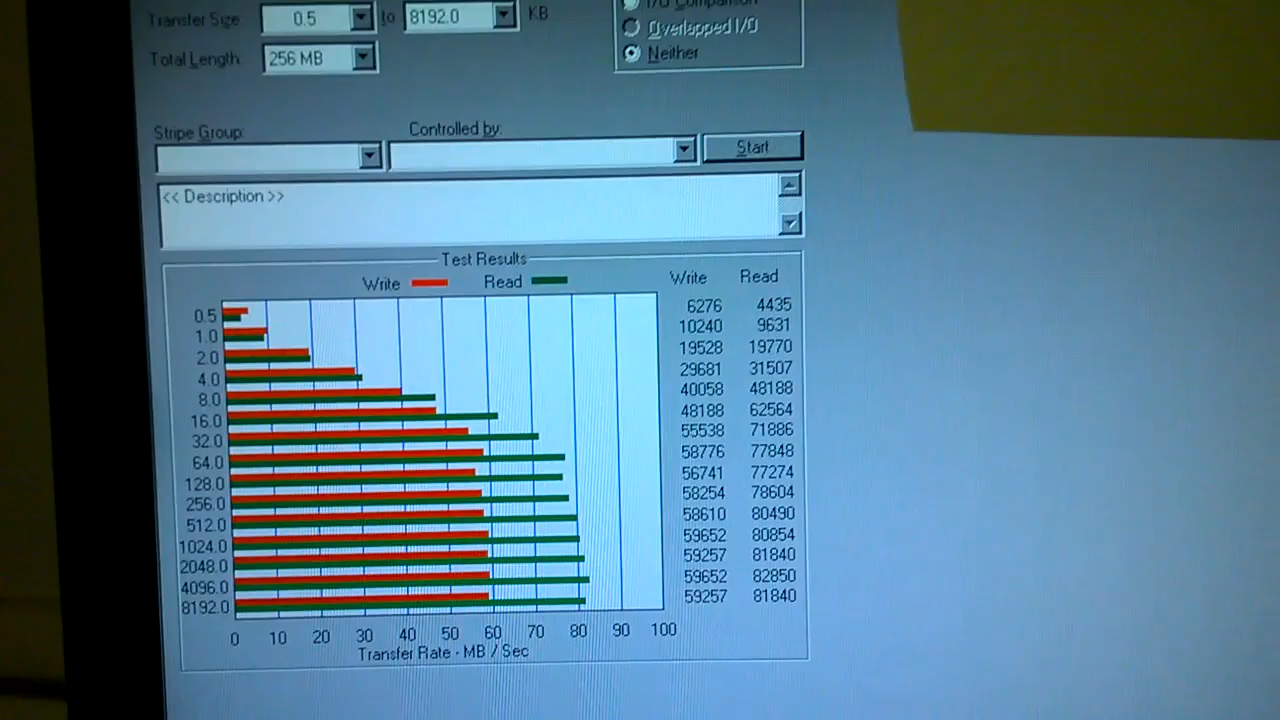 Transfer Size 0.5 to 8192.0 KB
I/O Comparison
Overlapped I/O
Total Length: 256 MB
Neither
Stripe Group: Controlled by:
Start
<< Description >>
Test Results
Write Read Write Read
0.5 6276 4435
1.0 10240 9631
2.0 19528 19770
4.0 29681 31507
8.0 40058 48188
16.0 48188 62564
32.0 55538 71886
64.0 58776 77848
128.0 56741 77274
256.0 58254 78604
512.0 58610 80490
1024.0 59652 80854
2048.0 59257 81840
4096.0 59652 82850
8192.0 59257 81840
0 10 20 30 40 50 60 70 80 90 100
Transfer Rate - MB / Sec